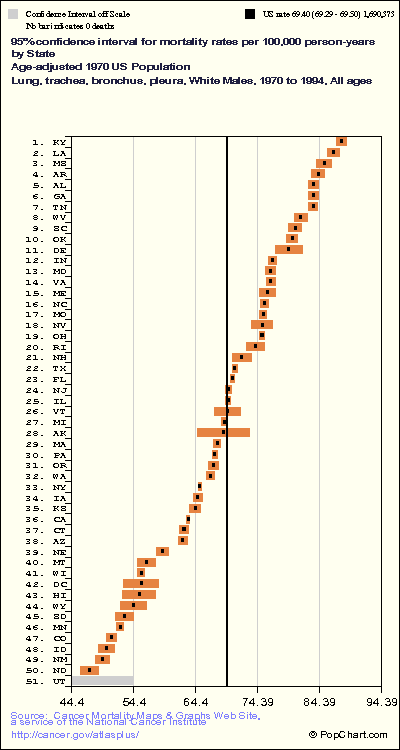 Confidence Interval off Scale
No bar indicates 0 deaths
US rate 69.40 (69.29 - 69.50) 1,690,373
95%confidence interval for mortality rates per 100,000 person-years
by State
Age-adjusted 1970 US Population
Lung, trachea, bronchus, pleura, White Males, 1970 to 1994, All ages
1. KY
2. LA
3. MS
4. AR
5. AL
6. GA
7. TN
8. WV
9. SC
10. OK
11. DE
12. IN
13. MD
14. VA
15. ME
16. NC
17. MO
18. NV
19. OH
20. RI
21. NH
22. TX
23. FL
24. NJ
25. IL
26. VT
27. MI
28. AK
29. MA
30. PA
31. OR
32. WA
33. NY
34. IA
35. KS
36. CA
37. CT
38. AZ
39. NE
40. MT
41. WI
42. DC
43. HI
44. WY
45. SD
46. MN
47. CO
48. ID
49. NM
50. ND
51. UT
44.4 54.4 64.4 74.39 84.39 94.39
Source: Cancer Mortality Maps & Graphs Web Site,
a service of the National Cancer Institute
http://cancer.gov/atlasplus/
© PopChart.com